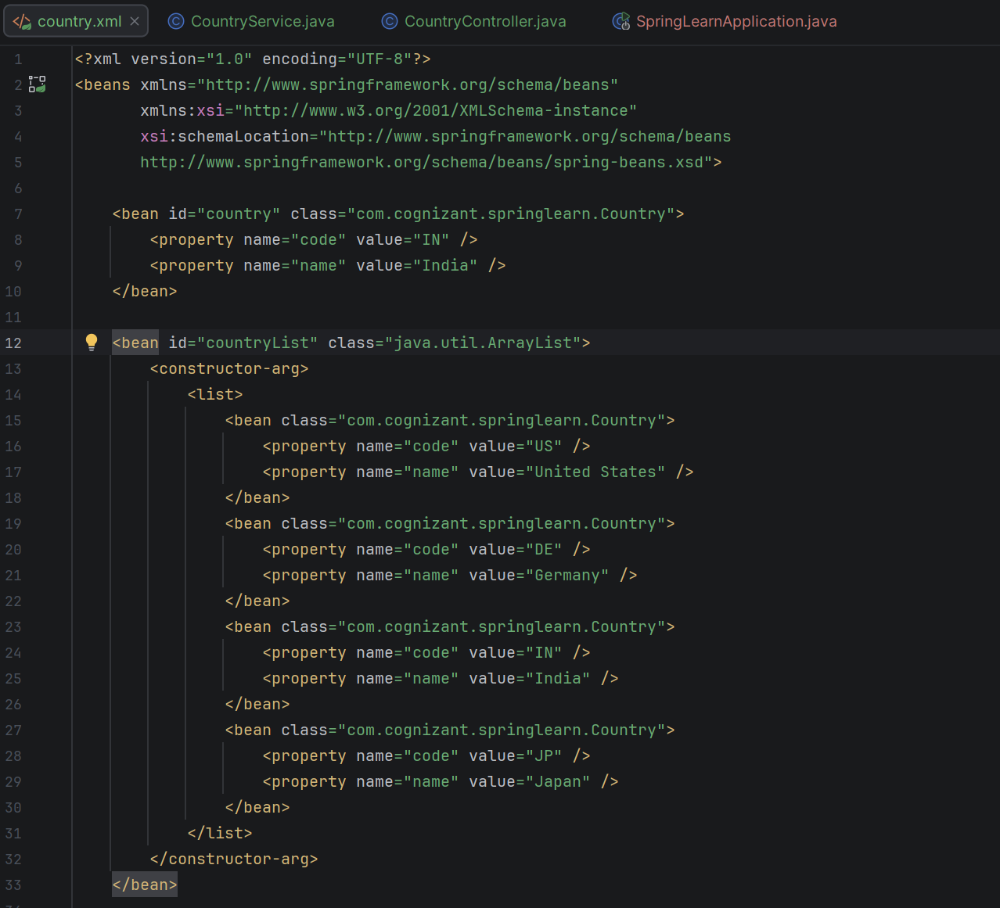 country.xml CountryService.java CountryController.java SpringLearnApplication.java
1 <?xml version="1.0" encoding="UTF-8"?>
2 <beans xmlns="http://www.springframework.org/schema/beans"
3 xmlns:xsi="http://www.w3.org/2001/XMLSchema-instance"
4 xsi:schemaLocation="http://www.springframework.org/schema/beans
5 http://www.springframework.org/schema/beans/spring-beans.xsd">
6
7 <bean id="country" class="com.cognizant.springlearn.Country">
8 <property name="code" value="IN" />
9 <property name="name" value="India" />
10 </bean>
11
12 <bean id="countryList" class="java.util.ArrayList">
13 <constructor-arg>
14 <list>
15 <bean class="com.cognizant.springlearn.Country">
16 <property name="code" value="US" />
17 <property name="name" value="United States" />
18 </bean>
19 <bean class="com.cognizant.springlearn.Country">
20 <property name="code" value="DE" />
21 <property name="name" value="Germany" />
22 </bean>
23 <bean class="com.cognizant.springlearn.Country">
24 <property name="code" value="IN" />
25 <property name="name" value="India" />
26 </bean>
27 <bean class="com.cognizant.springlearn.Country">
28 <property name="code" value="JP" />
29 <property name="name" value="Japan" />
30 </bean>
31 </list>
32 </constructor-arg>
33 </bean>